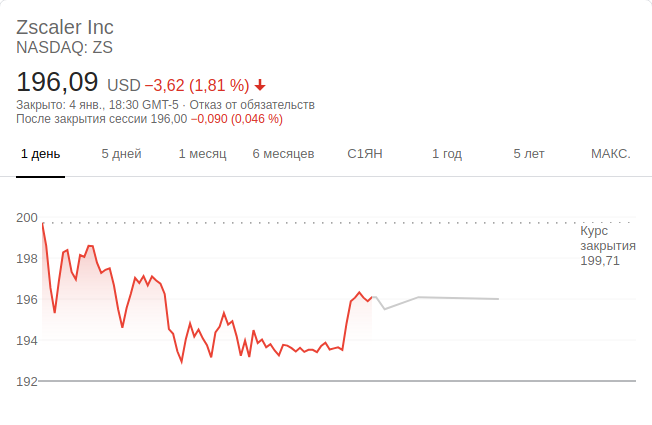 Zscaler Inc
NASDAQ: ZS
196,09 USD −3,62 (1,81 %)
Закрыто: 4 янв., 18:30 GMT-5 · Отказ от обязательств
После закрытия сессии 196,00 −0,090 (0,046 %)
1 день 5 дней 1 месяц 6 месяцев С1ЯН 1 год 5 лет МАКС.
200
Курс
закрытия
199,71
198
196
194
192